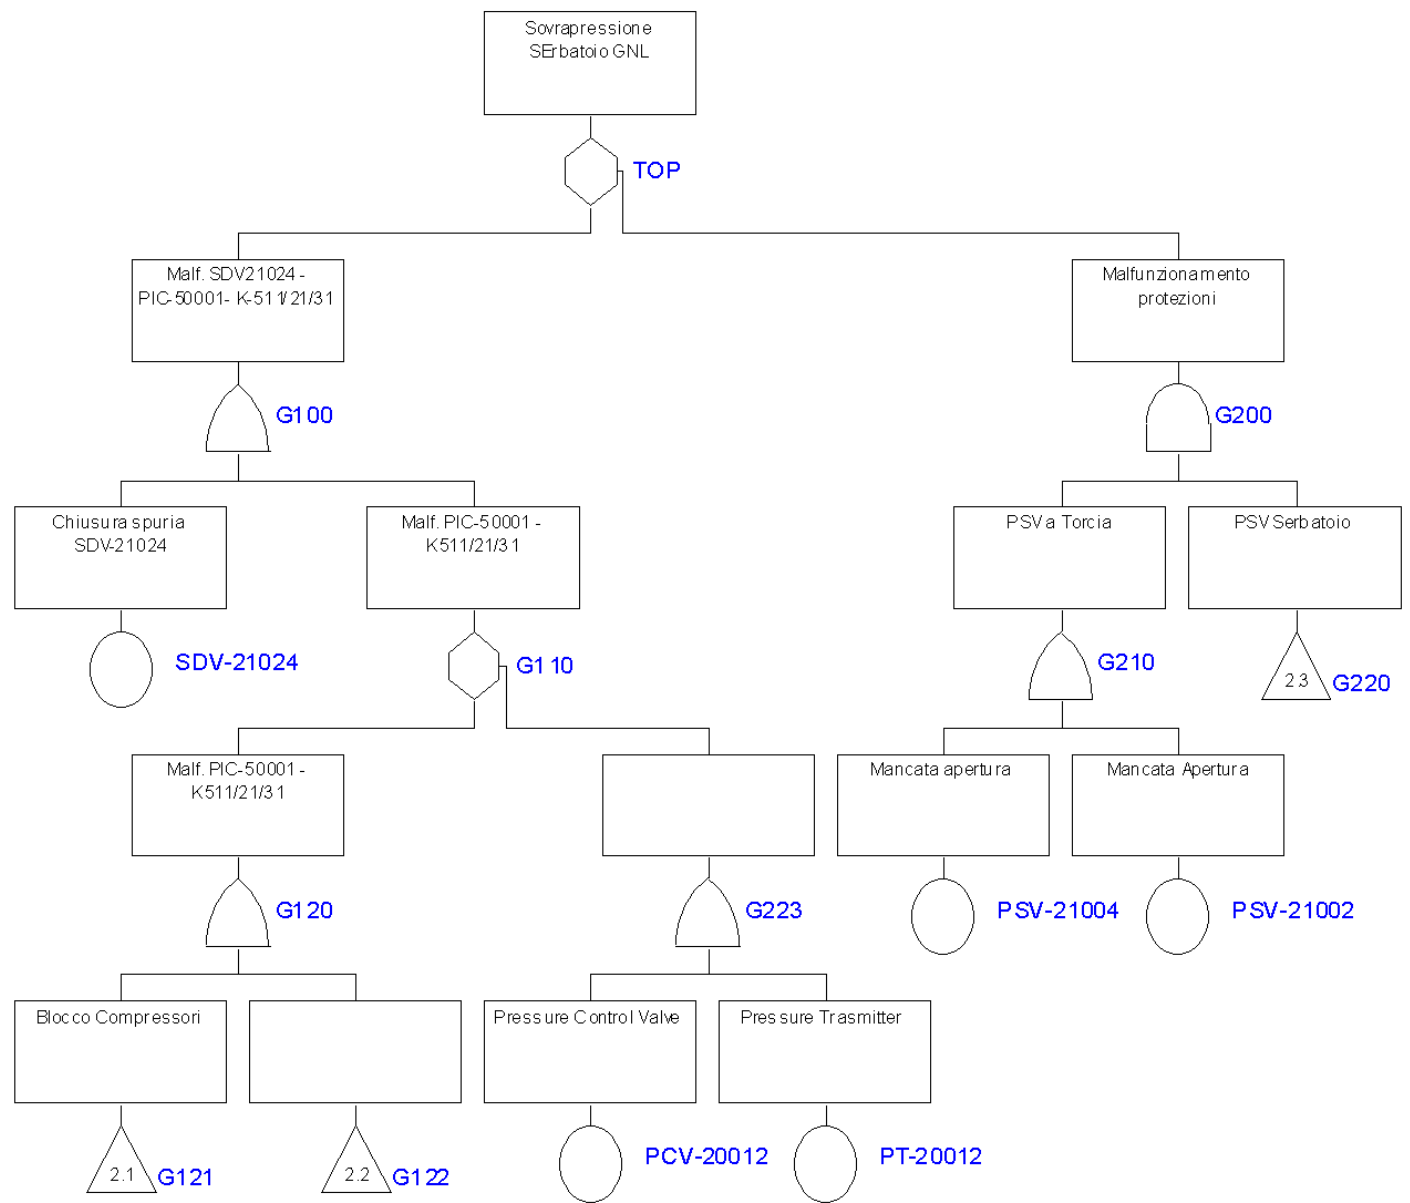 Sovrapressione
SErbatoio GNL
TOP
Malf. SDV21024 -
PIC-50001- K-511/21/31
Malfunzionamento
protezioni
G100
G200
Chiusura spuria
SDV-21024
Malf. PIC-50001 -
K511/21/31
PSV a Torcia
PSV Serbatoio
SDV-21024
G110
G210
2.3
G220
Malf. PIC-50001 -
K511/21/31
Mancata apertura
Mancata Apertura
G120
G223
PSV-21004
PSV-21002
Blocco Compressori
Pressure Control Valve
Pressure Trasmitter
2.1
G121
2.2
G122
PCV-20012
PT-20012